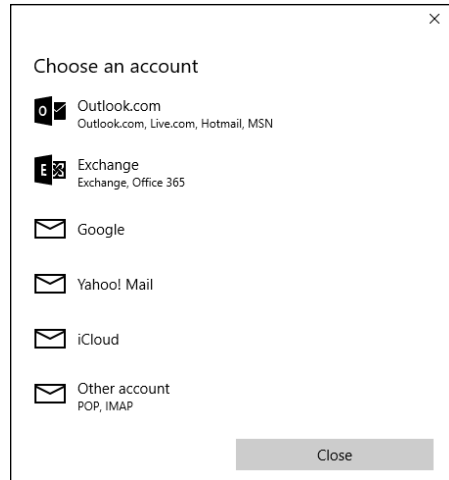 Choose an account
Outlook.com
Outlook.com, Live.com, Hotmail, MSN
Exchange
Exchange, Office 365
Google
Yahoo! Mail
iCloud
Other account
POP, IMAP
Close